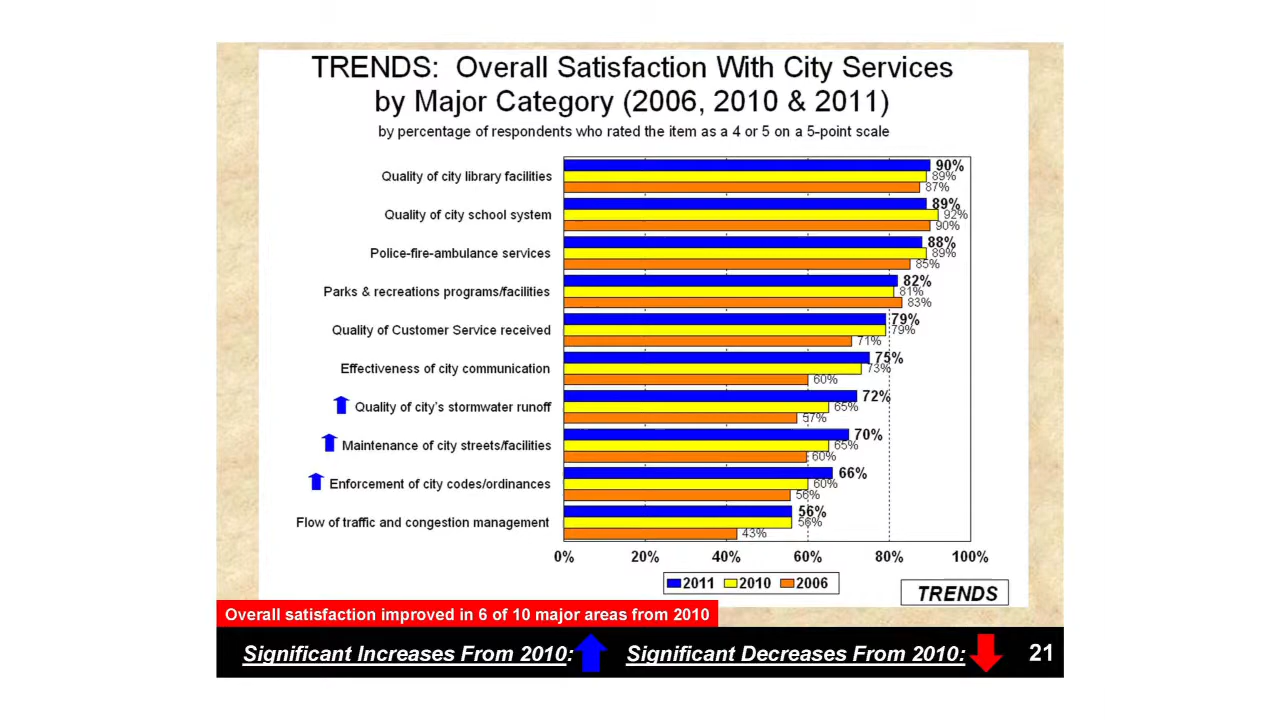 TRENDS: Overall Satisfaction With City Services
by Major Category (2006, 2010 & 2011)
by percentage of respondents who rated the item as a 4 or 5 on a 5-point scale
Quality of city library facilities
90%
89%
87%
Quality of city school system
89%
92%
90%
Police-fire-ambulance services
88%
89%
85%
Parks & recreations programs/facilities
82%
81%
83%
Quality of Customer Service received
79%
79%
71%
Effectiveness of city communication
75%
73%
60%
Quality of city's stormwater runoff
72%
65%
57%
Maintenance of city streets/facilities
70%
65%
60%
Enforcement of city codes/ordinances
66%
60%
56%
Flow of traffic and congestion management
56%
56%
43%
0% 20% 40% 60% 80% 100%
2011 2010 2006
TRENDS
Overall satisfaction improved in 6 of 10 major areas from 2010
Significant Increases From 2010: Significant Decreases From 2010: 21